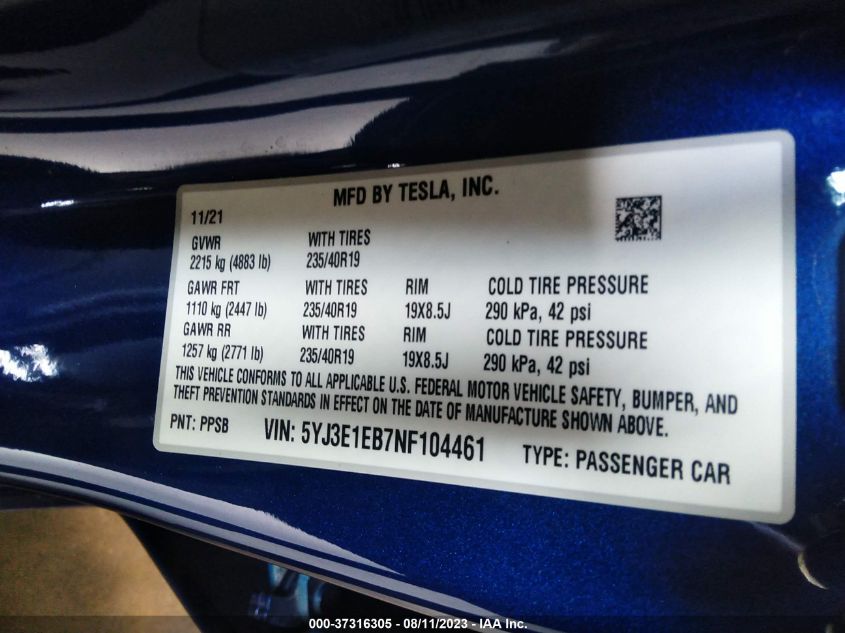 MFD BY TESLA, INC.
11/21
GVWR WITH TIRES
2215 kg (4883 lb) 235/40R19
GAWR FRT WITH TIRES RIM COLD TIRE PRESSURE
1110 kg (2447 lb) 235/40R19 19X8.5J 290 kPa, 42 psi
GAWR RR WITH TIRES RIM COLD TIRE PRESSURE
1257 kg (2771 lb) 235/40R19 19X8.5J 290 kPa, 42 psi
THIS VEHICLE CONFORMS TO ALL APPLICABLE U.S. FEDERAL MOTOR VEHICLE SAFETY, BUMPER, AND
THEFT PREVENTION STANDARDS IN EFFECT ON THE DATE OF MANUFACTURE SHOWN ABOVE.
PNT: PPSB VIN: 5YJ3E1EB7NF104461 TYPE: PASSENGER CAR
000-37316305 - 08/11/2023 - IAA Inc.